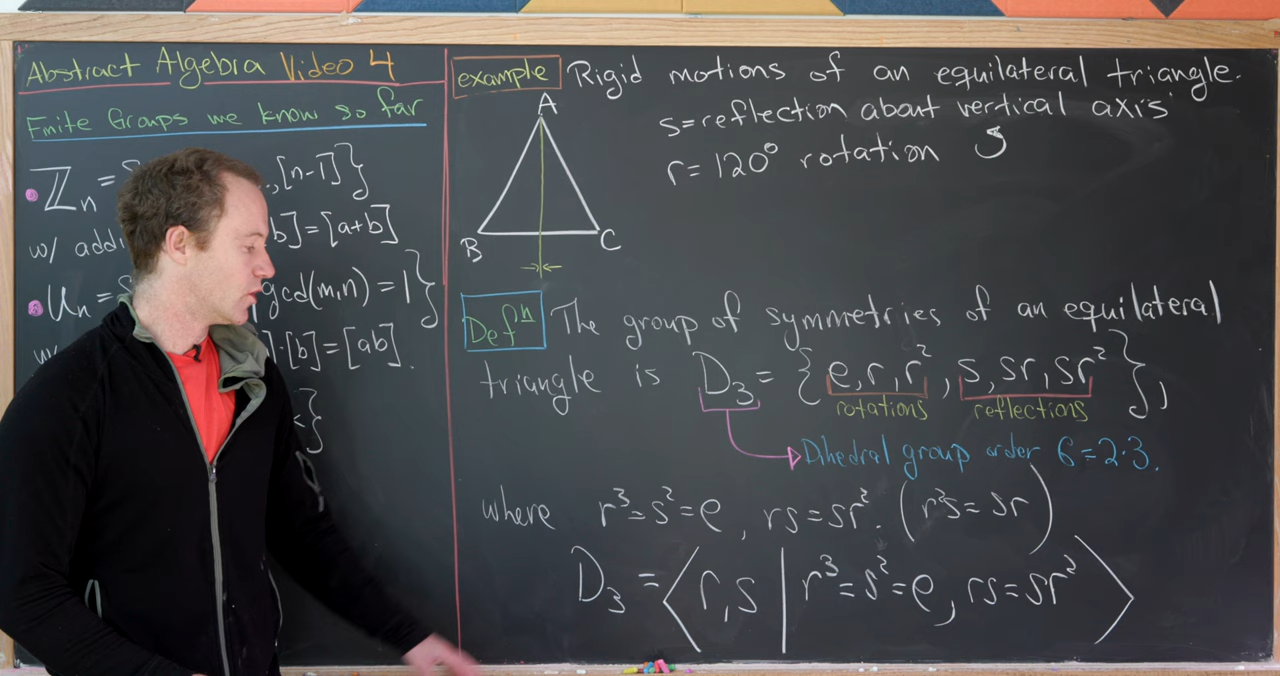 Abstract Algebra Video 4
Finite Groups we know so far
ℤₙ = ,[n-1]}
w/ addi b]=[a+b]
Uₙ = gcd(m,n)=1}
w ]·[b]=[ab].
}
example Rigid motions of an equilateral triangle.
s=reflection about vertical axis
r=120° rotation ↺
A
B C
Defⁿ The group of symmetries of an equilateral
triangle is D₃ = {e,r,r², s,sr,sr²},
rotations reflections
Dihedral group order 6=2·3.
where r³=s²=e, rs=sr². (r²s=sr)
D₃ = ⟨r,s | r³=s²=e, rs=sr²⟩